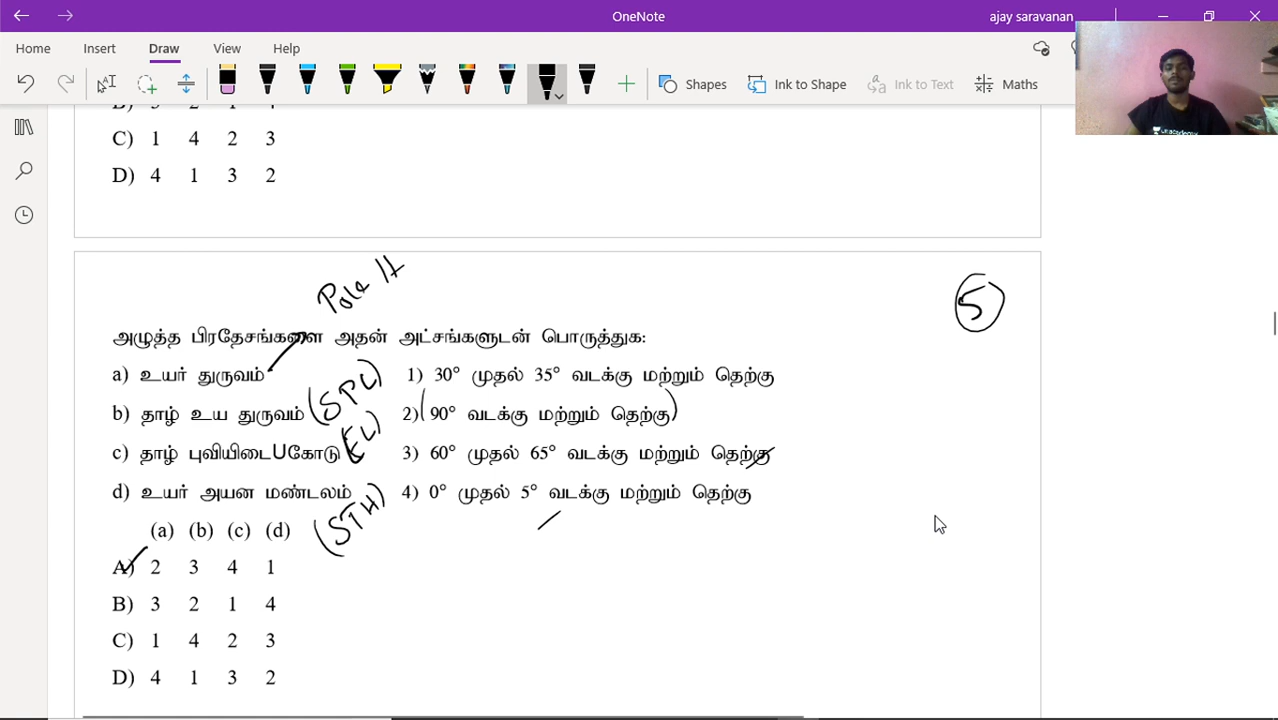 OneNote
ajay saravanan
Home Insert Draw View Help
Shapes Ink to Shape Ink to Text Maths
C) 1 4 2 3
D) 4 1 3 2
Pole H
5
அழுத்த பிரதேசங்களை அதன் அட்சங்களுடன் பொருத்துக:
a) உயர் துருவம் 1) 30° முதல் 35° வடக்கு மற்றும் தெற்கு
b) தாழ் உய துருவம் (SPL) 2) (90° வடக்கு மற்றும் தெற்கு)
c) தாழ் புவியிடைUகோடு (EL) 3) 60° முதல் 65° வடக்கு மற்றும் தெற்கு
d) உயர் அயன மண்டலம் (STH) 4) 0° முதல் 5° வடக்கு மற்றும் தெற்கு
(a) (b) (c) (d)
A) 2 3 4 1
B) 3 2 1 4
C) 1 4 2 3
D) 4 1 3 2